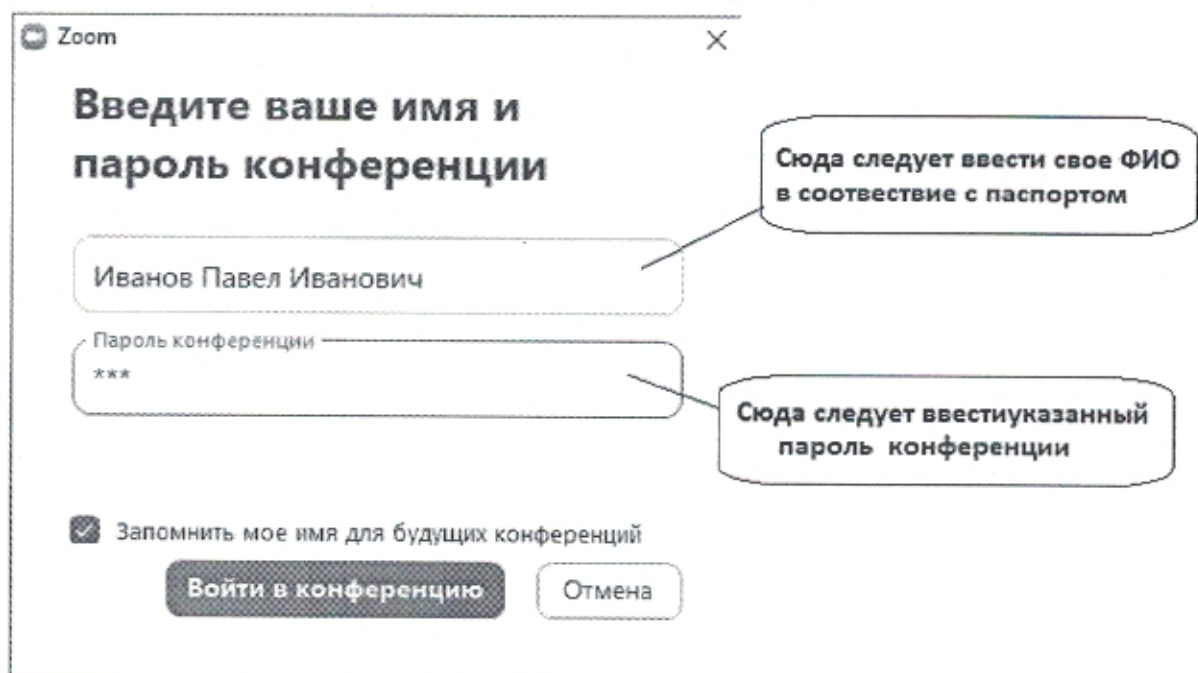 Zoom
Введите ваше имя и
пароль конференции
Сюда следует ввести свое ФИО
в соотвествие с паспортом
Иванов Павел Иванович
Пароль конференции
***
Сюда следует ввестиуказанный
пароль конференции
Запомнить мое имя для будущих конференций
Войти в конференцию
Отмена